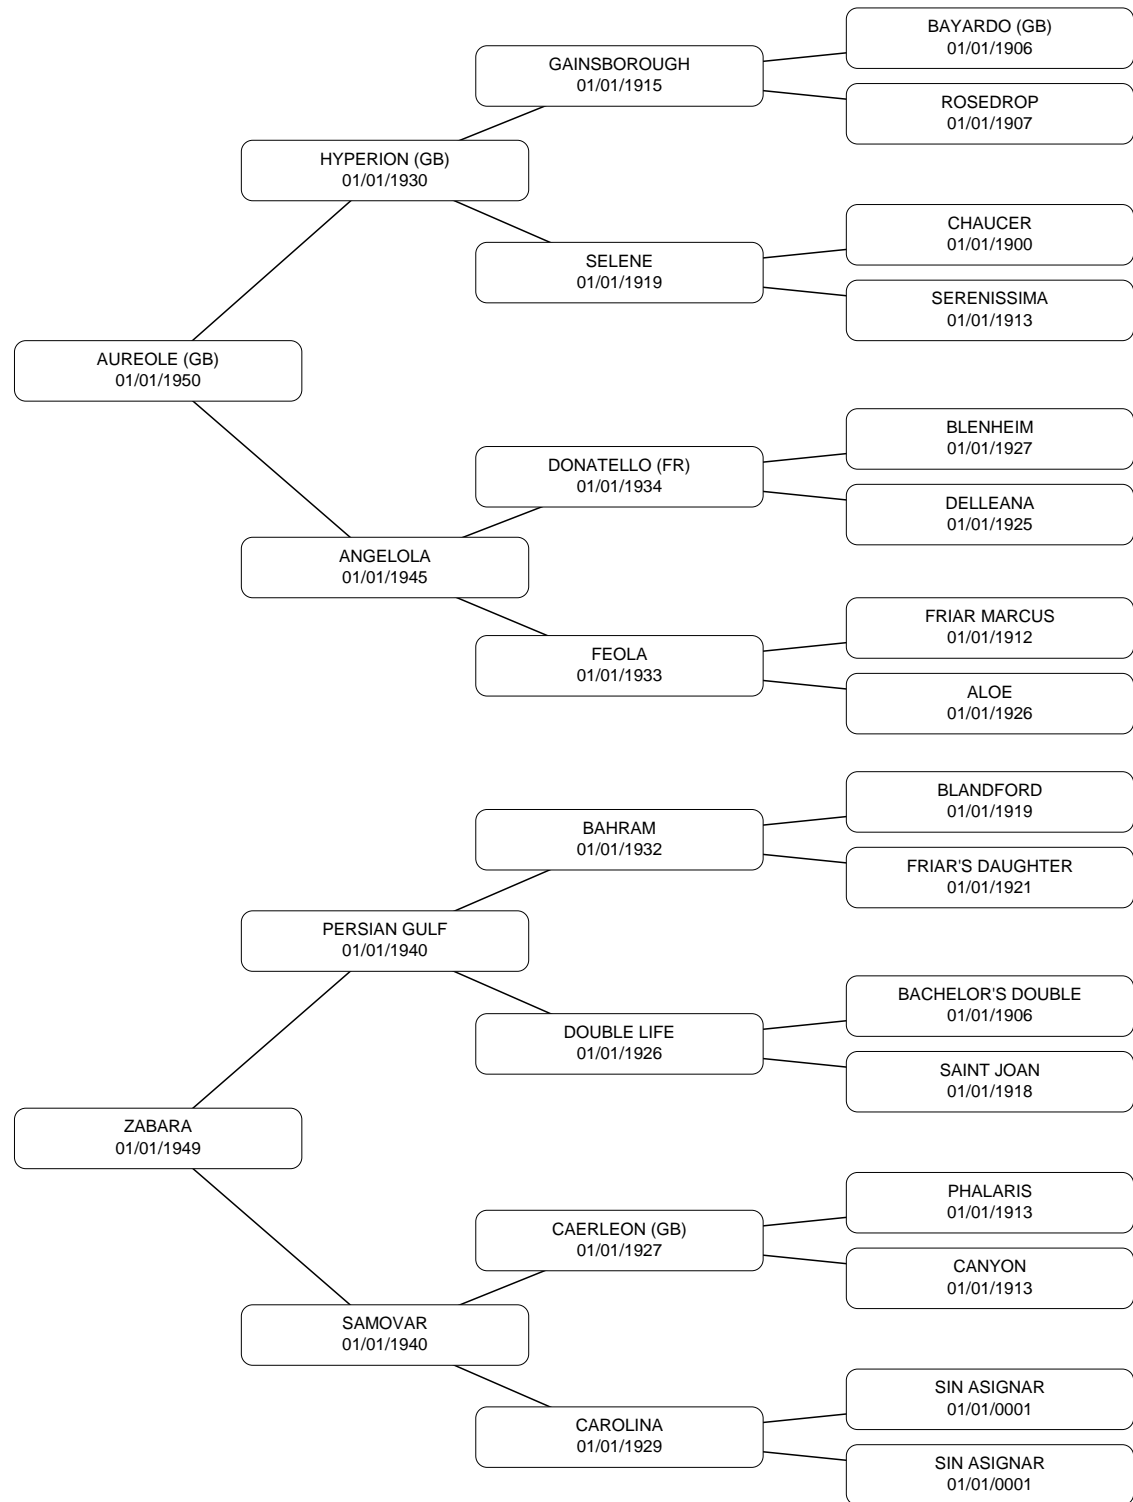 BAYARDO (GB)
01/01/1906
GAINSBOROUGH
01/01/1915
ROSEDROP
01/01/1907
HYPERION (GB)
01/01/1930
CHAUCER
01/01/1900
SELENE
01/01/1919
SERENISSIMA
01/01/1913
AUREOLE (GB)
01/01/1950
BLENHEIM
01/01/1927
DONATELLO (FR)
01/01/1934
DELLEANA
01/01/1925
ANGELOLA
01/01/1945
FRIAR MARCUS
01/01/1912
FEOLA
01/01/1933
ALOE
01/01/1926
BLANDFORD
01/01/1919
BAHRAM
01/01/1932
FRIAR'S DAUGHTER
01/01/1921
PERSIAN GULF
01/01/1940
BACHELOR'S DOUBLE
01/01/1906
DOUBLE LIFE
01/01/1926
SAINT JOAN
01/01/1918
ZABARA
01/01/1949
PHALARIS
01/01/1913
CAERLEON (GB)
01/01/1927
CANYON
01/01/1913
SAMOVAR
01/01/1940
SIN ASIGNAR
01/01/0001
CAROLINA
01/01/1929
SIN ASIGNAR
01/01/0001